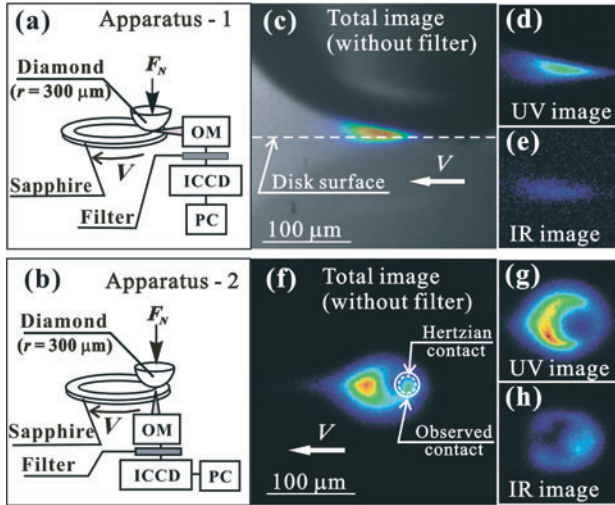 (a) Apparatus - 1
Diamond
(r = 300 μm)
F_N
OM
V
ICCD
Sapphire
Filter
PC
(c) Total image
(without filter)
Disk surface
V
100 μm
(d)
UV image
(e)
IR image
(b) Apparatus - 2
Diamond
(r = 300 μm)
F_N
V
Sapphire
OM
Filter
ICCD
PC
(f) Total image
(without filter)
Hertzian
contact
V
Observed
contact
100 μm
(g)
UV image
(h)
IR image